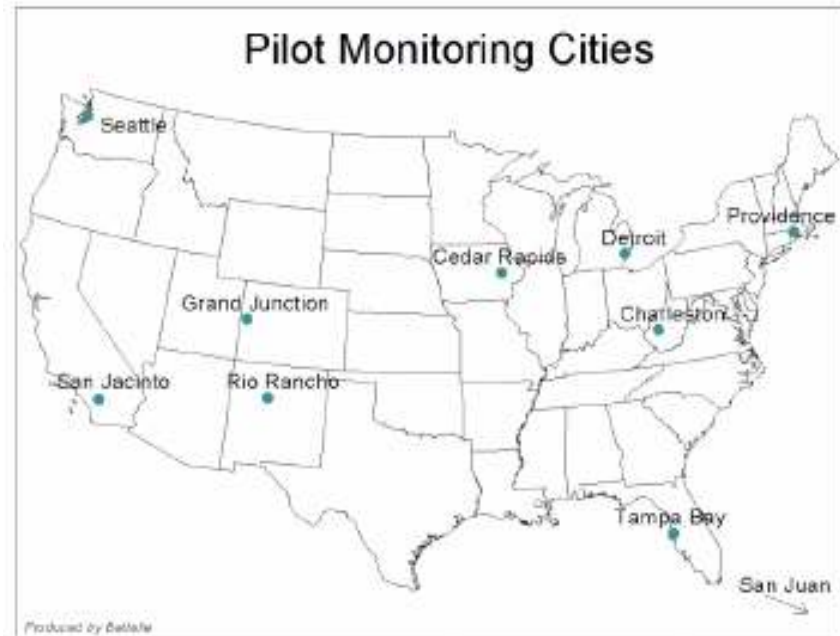 Pilot Monitoring Cities
Seattle
Providence
Detroit
Cedar Rapids
Grand Junction
Charleston
San Jacinto
Rio Rancho
Tampa Bay
San Juan
Produced by Battelle